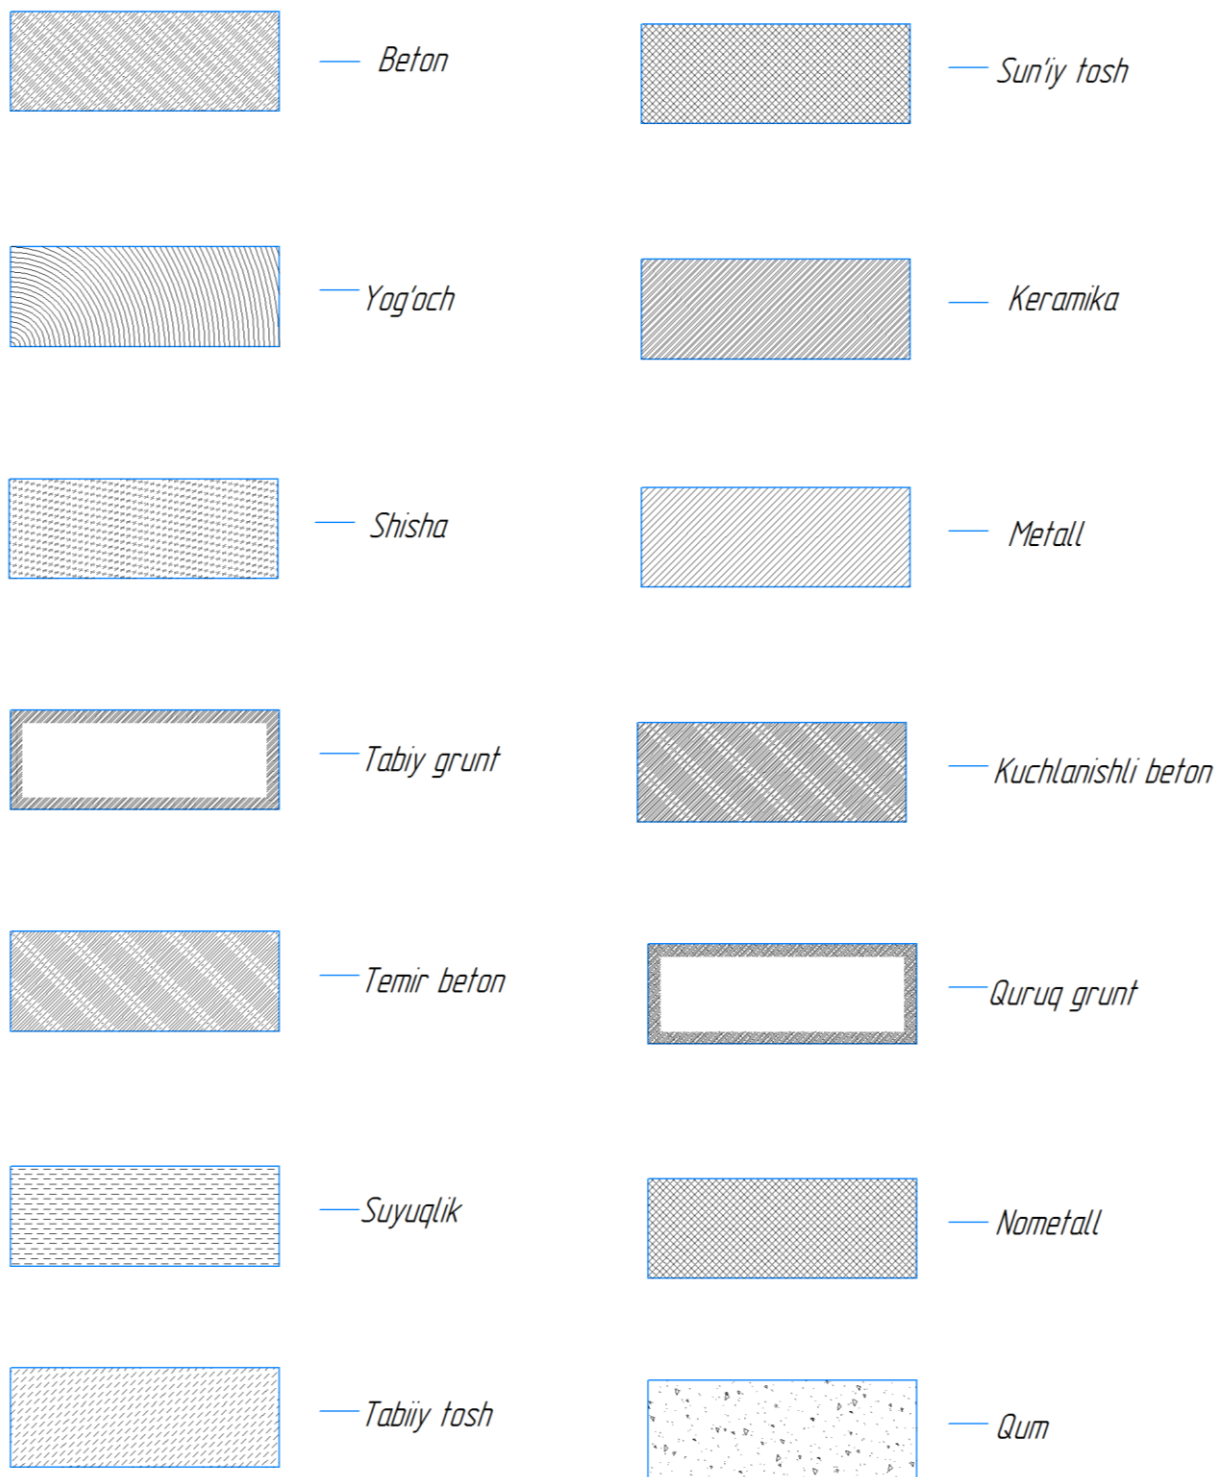 Beton
Sun'iy tosh
Yog'och
Keramika
Shisha
Metall
Tabiy grunt
Kuchlanishli beton
Temir beton
Quruq grunt
Suyuqlik
Nometall
Tabiiy tosh
Qum